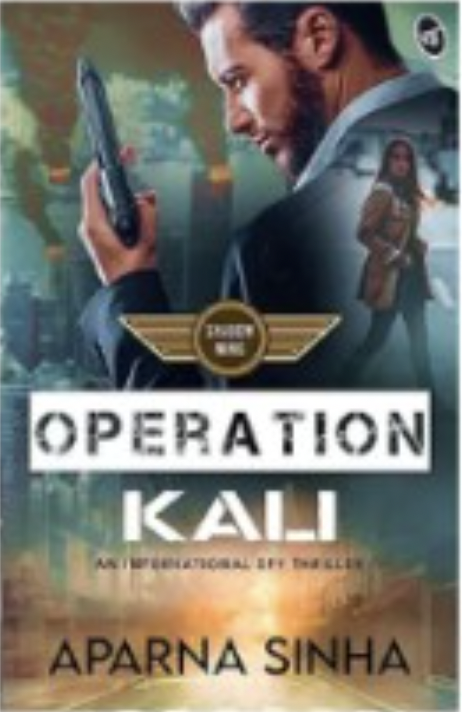 SHADOW
WING
OPERATION
KALI
AN INTERNATIONAL SPY THRILLER
APARNA SINHA